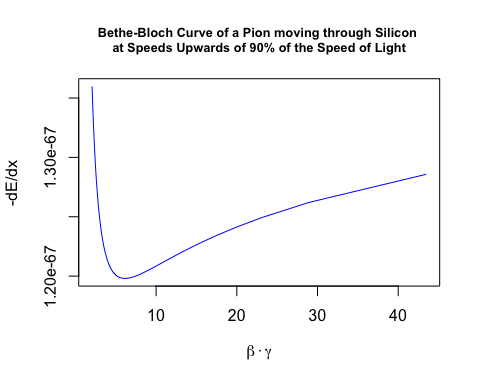 Bethe-Bloch Curve of a Pion moving through Silicon
at Speeds Upwards of 90% of the Speed of Light
-dE/dx
1.30e-67
1.20e-67
10 20 30 40
β · γ